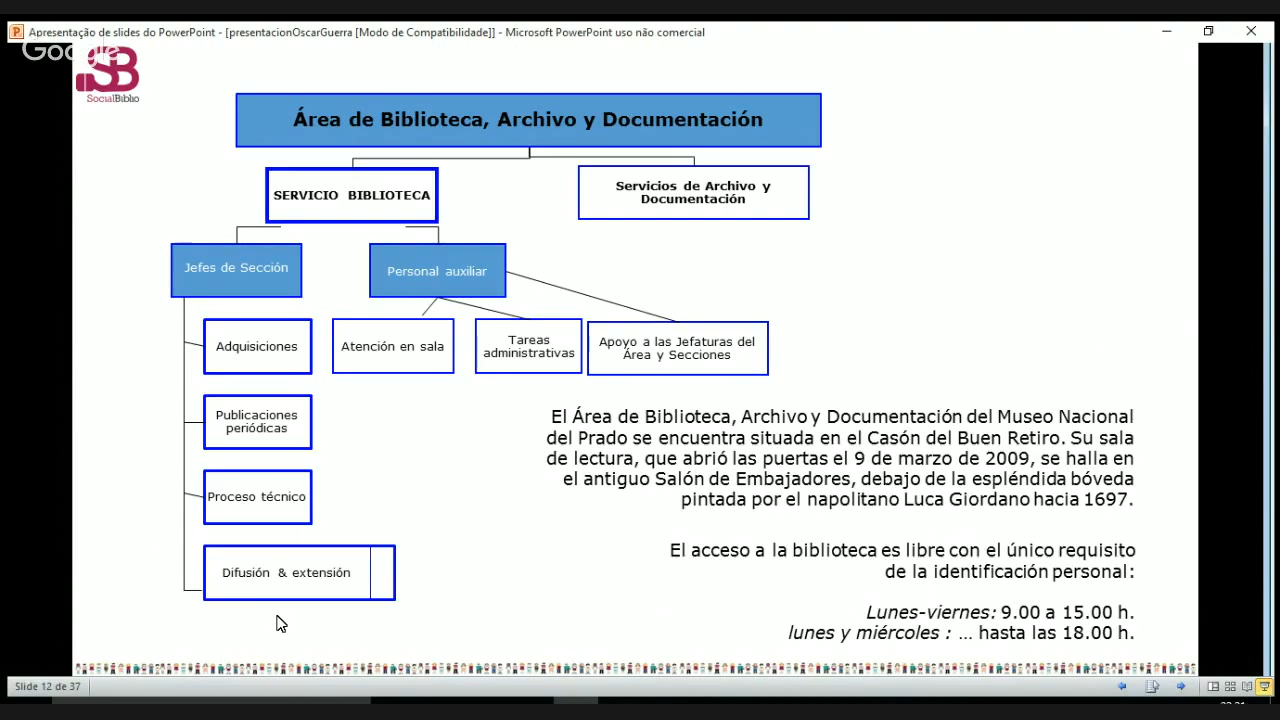 Apresentação de slides do PowerPoint - [presentacionOscarGuerra [Modo de Compatibilidade]] - Microsoft PowerPoint uso não comercial
Google
SB
SocialBiblio
Área de Biblioteca, Archivo y Documentación
SERVICIO BIBLIOTECA
Servicios de Archivo y
Documentación
Jefes de Sección
Personal auxiliar
Adquisiciones
Atención en sala
Tareas
administrativas
Apoyo a las Jefaturas del
Área y Secciones
Publicaciones
periódicas
Proceso técnico
Difusión & extensión
El Área de Biblioteca, Archivo y Documentación del Museo Nacional
del Prado se encuentra situada en el Casón del Buen Retiro. Su sala
de lectura, que abrió las puertas el 9 de marzo de 2009, se halla en
el antiguo Salón de Embajadores, debajo de la espléndida bóveda
pintada por el napolitano Luca Giordano hacia 1697.
El acceso a la biblioteca es libre con el único requisito
de la identificación personal:
Lunes-viernes: 9.00 a 15.00 h.
lunes y miércoles : ... hasta las 18.00 h.
Slide 12 de 37